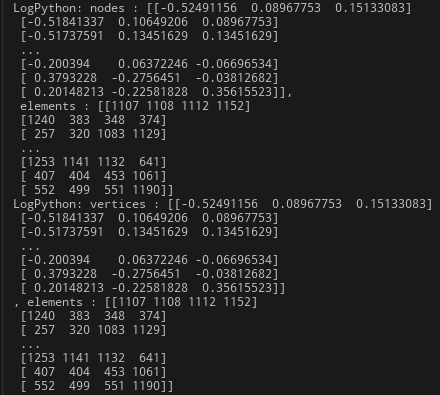 LogPython: nodes : [[-0.52491156  0.08967753  0.15133083]
 [-0.51841337  0.10649206  0.08967753]
 [-0.51737591  0.13451629  0.13451629]
 ...
 [-0.200394    0.06372246 -0.06696534]
 [ 0.3793228  -0.2756451  -0.03812682]
 [ 0.20148213 -0.22581828  0.35615523]],
 elements : [[1107 1108 1112 1152]
 [1240  383  348  374]
 [ 257  320 1083 1129]
 ...
 [1253 1141 1132  641]
 [ 407  404  453 1061]
 [ 552  499  551 1190]]
LogPython: vertices : [[-0.52491156  0.08967753  0.15133083]
 [-0.51841337  0.10649206  0.08967753]
 [-0.51737591  0.13451629  0.13451629]
 ...
 [-0.200394    0.06372246 -0.06696534]
 [ 0.3793228  -0.2756451  -0.03812682]
 [ 0.20148213 -0.22581828  0.35615523]]
, elements : [[1107 1108 1112 1152]
 [1240  383  348  374]
 [ 257  320 1083 1129]
 ...
 [1253 1141 1132  641]
 [ 407  404  453 1061]
 [ 552  499  551 1190]]